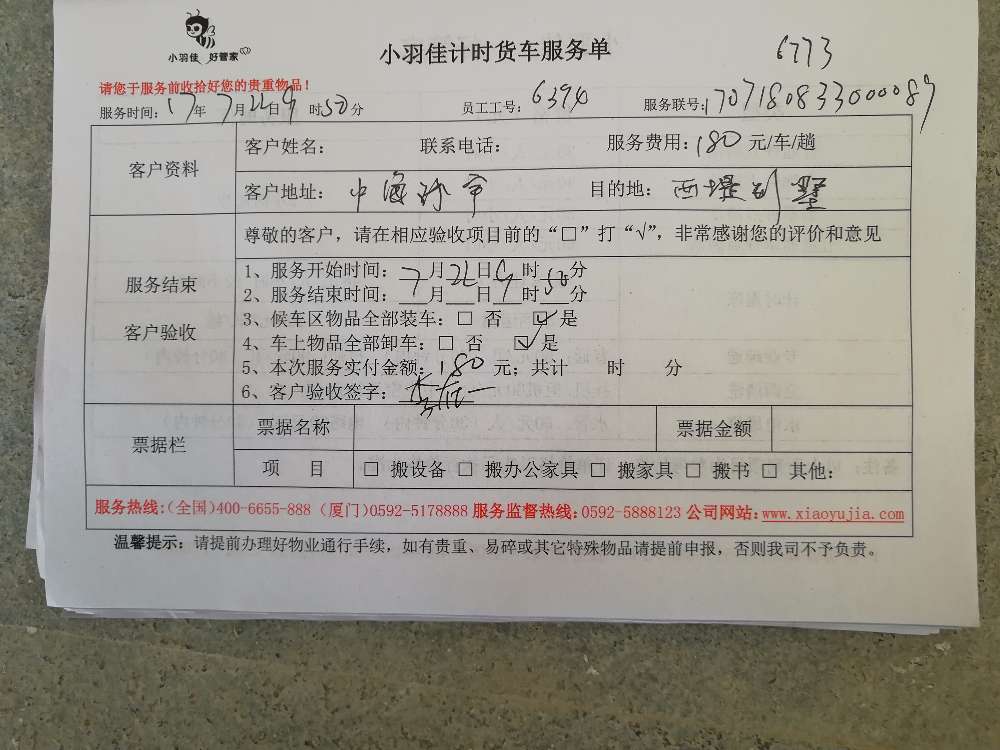 小羽佳 好管家
小羽佳计时货车服务单 6773
请您于服务前收拾好您的贵重物品!
服务时间: 17年 7月22日9时50分 员工工号: 6394 服务联号:
客户资料 客户姓名: 联系电话: 服务费用: 180 元/车/趟
客户地址: 中海 目的地: 西堤别墅
尊敬的客户，请在相应验收项目前的“□”打“√”，非常感谢您的评价和意见
服务结束
客户验收
1、服务开始时间: 7月22日9时50分
2、服务结束时间: 月 日 时 分
3、候车区物品全部装车: □ 否 ☑ 是
4、车上物品全部卸车: □ 否 ☑ 是
5、本次服务实付金额: 180 元; 共计 时 分
6、客户验收签字:
票据栏 票据名称 票据金额
项 目 □ 搬设备 □ 搬办公家具 □ 搬家具 □ 搬书 □ 其他:
服务热线:(全国)400-6655-888 (厦门)0592-5178888 服务监督热线:0592-5888123 公司网站:www.xiaoyujia.com
温馨提示: 请提前办理好物业通行手续，如有贵重、易碎或其它特殊物品请提前申报，否则我司不予负责。